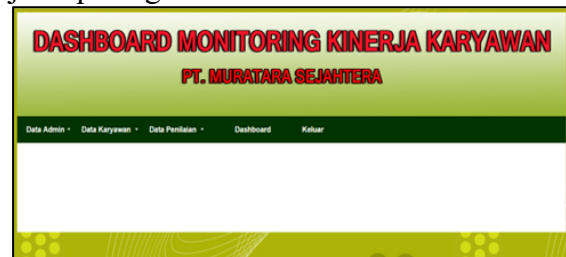 DASHBOARD MONITORING KINERJA KARYAWAN
PT. MURATARA SEJAHTERA
Data Admin Data Karyawan Data Penilaian Dashboard Keluar